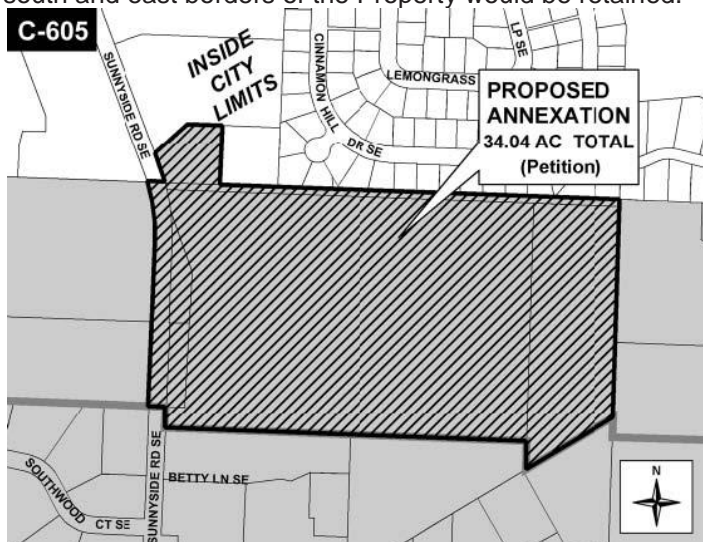 south and east borders of the Property would be retained.
C-605
SUNNYSIDE RD SE
INSIDE
CITY
LIMITS
CINNAMON HILL
DR SE
LEMONGRASS
LP SE
PROPOSED
ANNEXATION
34.04 AC TOTAL
(Petition)
SOUTHWOOD
CT SE
SUNNYSIDE RD SE
BETTY LN SE
N